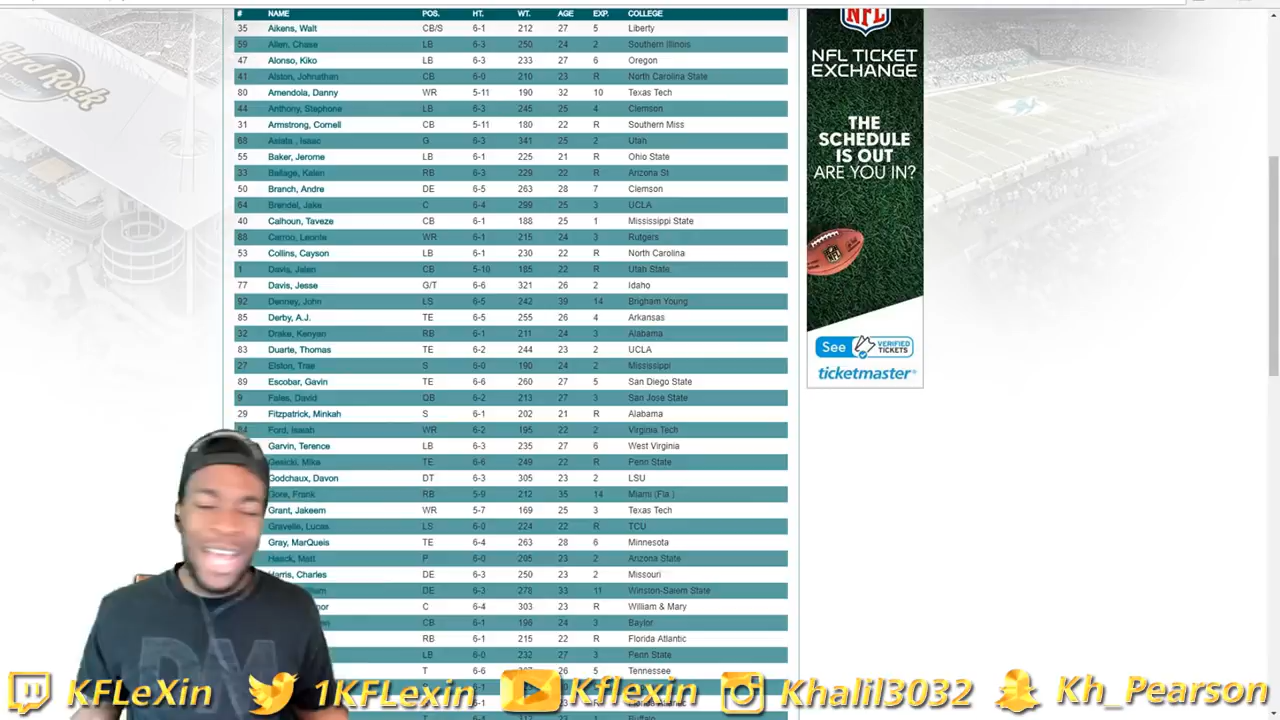 # NAME POS. HT. WT. AGE EXP. COLLEGE
35 Aikens, Walt CB/S 6-1 212 27 5 Liberty
59 Allen, Chase LB 6-3 250 24 2 Southern Illinois
47 Alonso, Kiko LB 6-3 233 27 6 Oregon
41 Alston, Johnathan CB 6-0 210 23 R North Carolina State
80 Amendola, Danny WR 5-11 190 32 10 Texas Tech
44 Anthony, Stephone LB 6-3 245 25 4 Clemson
31 Armstrong, Cornell CB 5-11 180 22 R Southern Miss
68 Asiata , Isaac G 6-3 341 25 2 Utah
55 Baker, Jerome LB 6-1 225 21 R Ohio State
33 Ballage, Kalen RB 6-3 229 22 R Arizona St
50 Branch, Andre DE 6-5 263 28 7 Clemson
64 Brendel, Jake C 6-4 299 25 3 UCLA
40 Calhoun, Taveze CB 6-1 188 25 1 Mississippi State
88 Carroo, Leonte WR 6-1 215 24 3 Rutgers
53 Collins, Cayson LB 6-1 230 22 R North Carolina
1 Davis, Jalen CB 5-10 185 22 R Utah State
77 Davis, Jesse G/T 6-6 321 26 2 Idaho
92 Denney, John LS 6-5 242 39 14 Brigham Young
85 Derby, A.J. TE 6-5 255 26 4 Arkansas
32 Drake, Kenyan RB 6-1 211 24 3 Alabama
83 Duarte, Thomas TE 6-2 244 23 2 UCLA
27 Elston, Trae S 6-0 190 24 2 Mississippi
89 Escobar, Gavin TE 6-6 260 27 5 San Diego State
9 Fales, David QB 6-2 213 27 3 San Jose State
29 Fitzpatrick, Minkah S 6-1 202 21 R Alabama
84 Ford, Isaiah WR 6-2 195 22 2 Virginia Tech
Garvin, Terence LB 6-3 235 27 6 West Virginia
Gesicki, Mike TE 6-6 249 22 R Penn State
Godchaux, Davon DT 6-3 305 23 2 LSU
Gore, Frank RB 5-9 212 35 14 Miami (Fla.)
Grant, Jakeem WR 5-7 169 25 3 Texas Tech
Gravelle, Lucas LS 6-0 224 22 R TCU
Gray, MarQueis TE 6-4 263 28 6 Minnesota
Haack, Matt P 6-0 205 23 2 Arizona State
Harris, Charles DE 6-3 250 23 2 Missouri
DE 6-3 278 33 11 Winston-Salem State
C 6-4 303 23 R William & Mary
CB 6-1 196 24 3 Baylor
RB 6-1 215 22 R Florida Atlantic
LB 6-0 232 27 3 Penn State
T 6-6 26 5 Tennessee
Buffalo
NFL
NFL TICKET
EXCHANGE
THE
SCHEDULE
IS OUT
ARE YOU IN?
See VERIFIED TICKETS
ticketmaster®
KFLeXin 1KFLexin Kflexin Khalil3032 Kh_Pearson